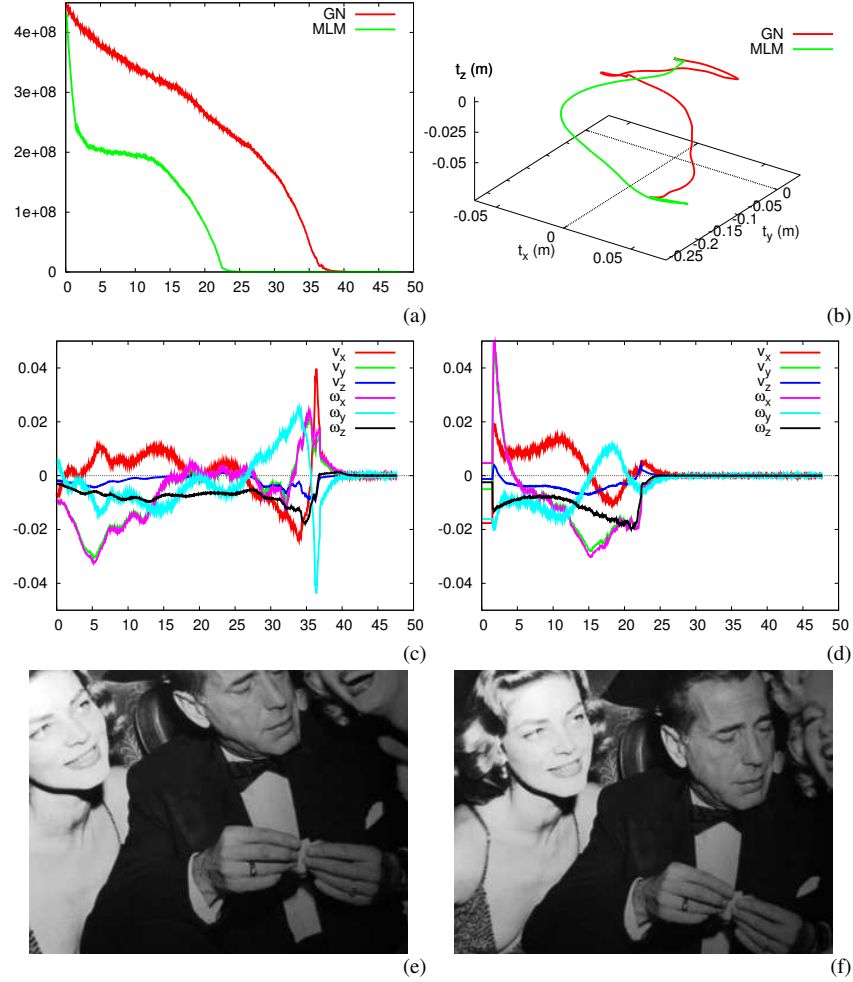 GN
MLM
4e+08
3e+08
2e+08
1e+08
0
0 5 10 15 20 25 30 35 40 45 50
(a)
GN
MLM
t_z (m)
0
-0.025
-0.05
-0.075
-0.05
0
0.05
t_x (m)
0
-0.05
-0.1
-0.15
-0.2
-0.25
t_y (m)
(b)
v_x
v_y
v_z
ω_x
ω_y
ω_z
0.04
0.02
0
-0.02
-0.04
0 5 10 15 20 25 30 35 40 45 50
(c)
v_x
v_y
v_z
ω_x
ω_y
ω_z
0.04
0.02
0
-0.02
-0.04
0 5 10 15 20 25 30 35 40 45 50
(d)
(e)
(f)